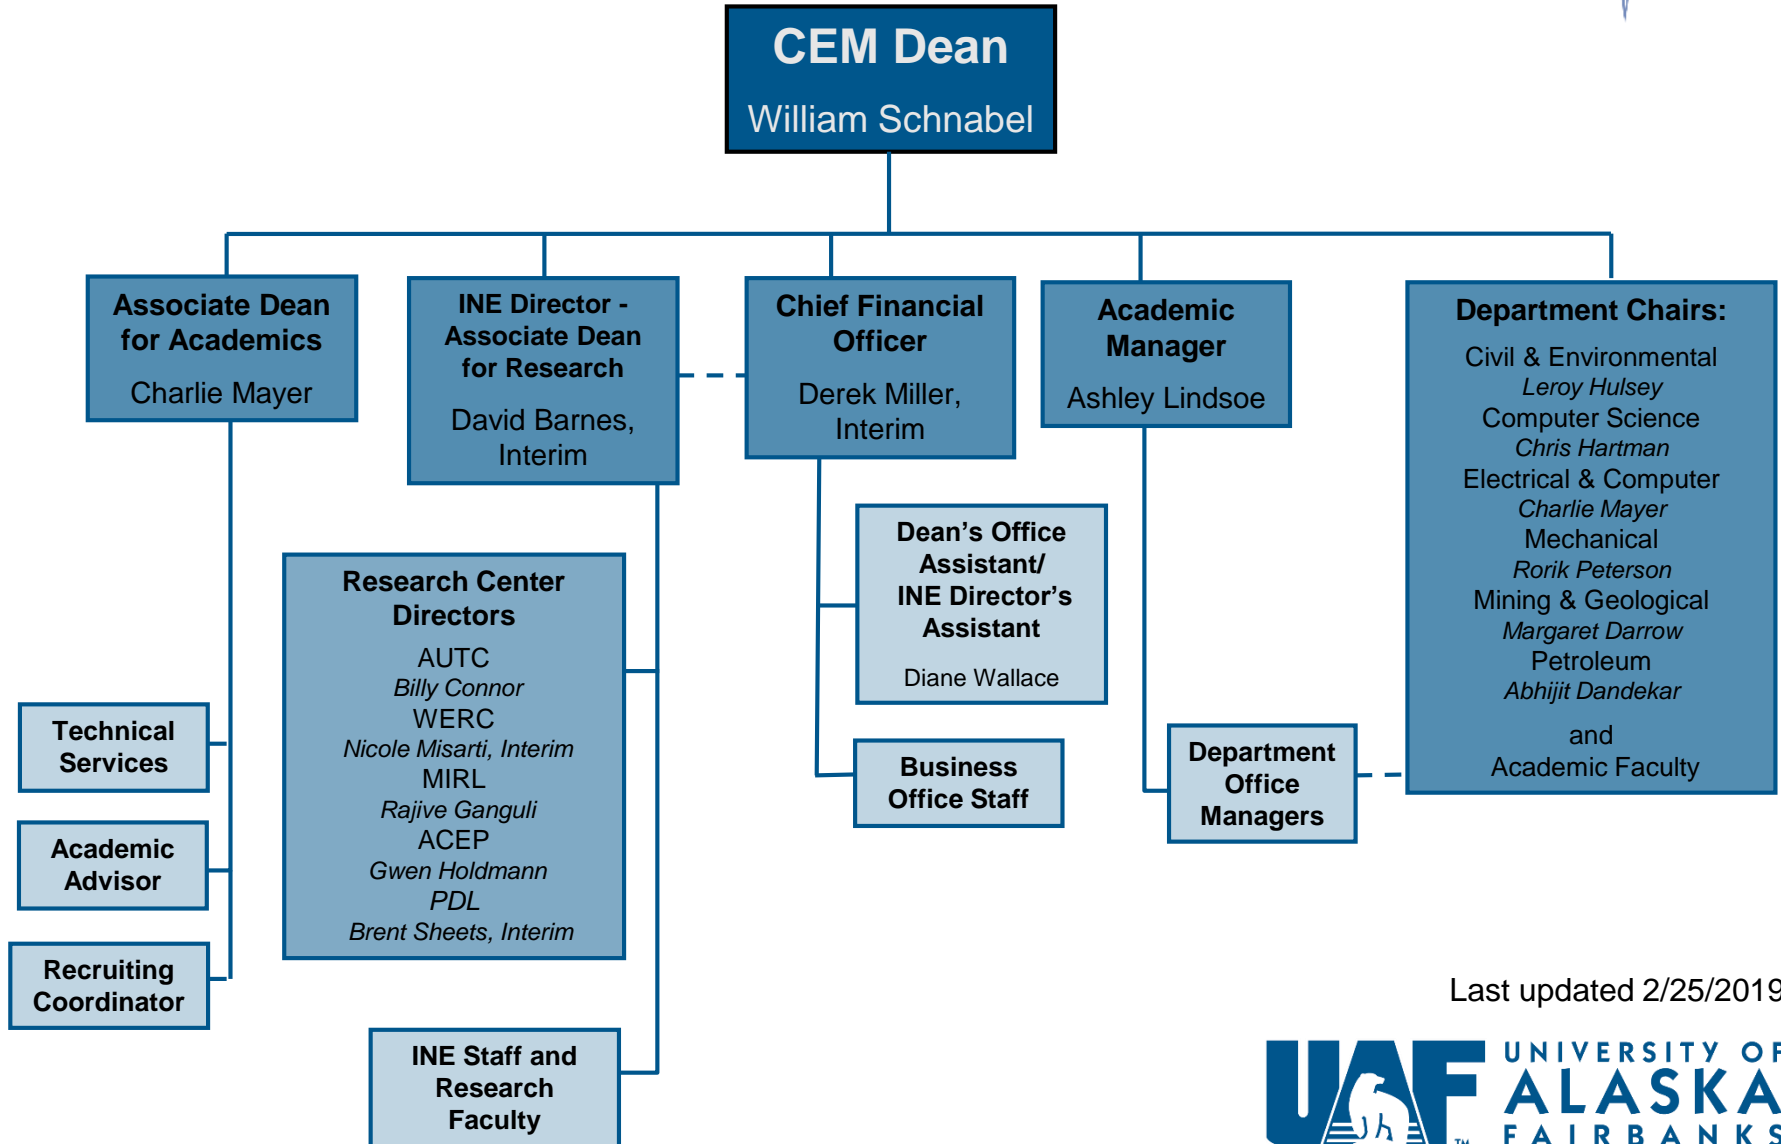 CEM Dean
William Schnabel
Associate Dean
for Academics
Charlie Mayer
INE Director -
Associate Dean
for Research
David Barnes,
Interim
Chief Financial
Officer
Derek Miller,
Interim
Academic
Manager
Ashley Lindsoe
Department Chairs:
Civil & Environmental
Leroy Hulsey
Computer Science
Chris Hartman
Electrical & Computer
Charlie Mayer
Mechanical
Rorik Peterson
Mining & Geological
Margaret Darrow
Petroleum
Abhijit Dandekar
and
Academic Faculty
Technical
Services
Academic
Advisor
Recruiting
Coordinator
Research Center
Directors
AUTC
Billy Connor
WERC
Nicole Misarti, Interim
MIRL
Rajive Ganguli
ACEP
Gwen Holdmann
PDL
Brent Sheets, Interim
INE Staff and
Research
Faculty
Dean’s Office
Assistant/
INE Director’s
Assistant
Diane Wallace
Business
Office Staff
Department
Office
Managers
Last updated 2/25/2019
UAF
TM
UNIVERSITY OF
ALASKA
FAIRBANKS